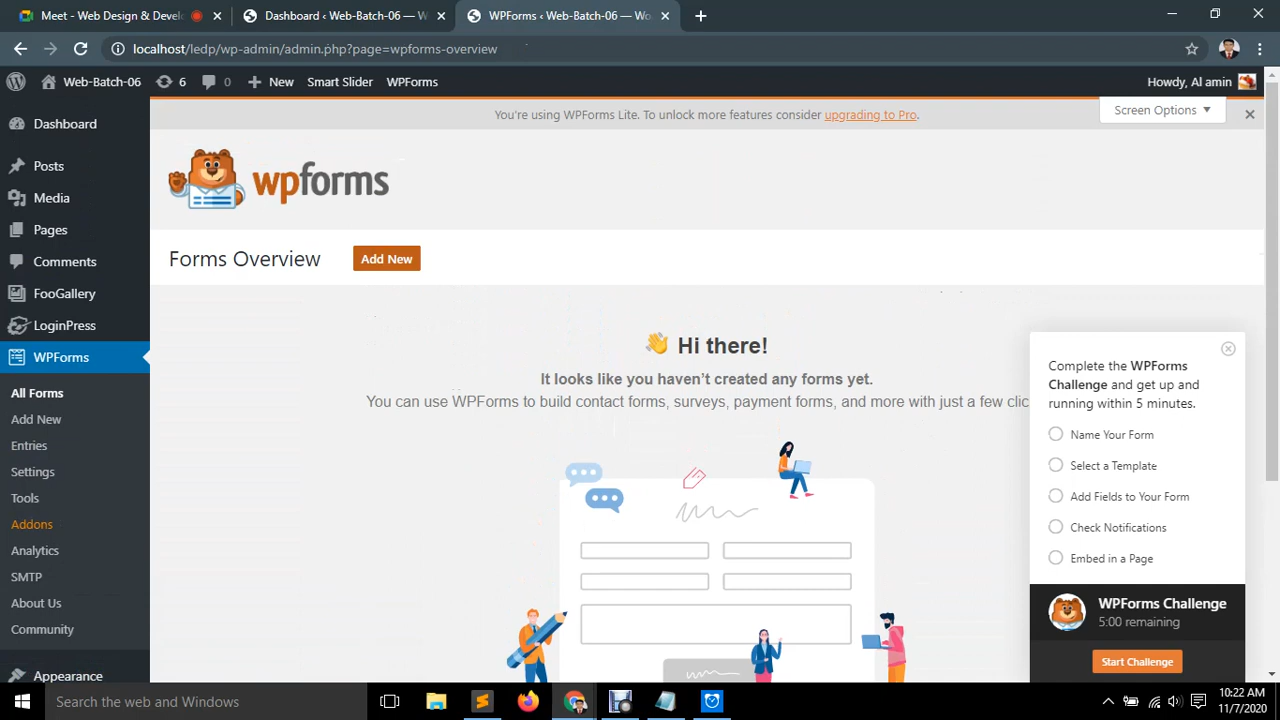 Meet - Web Design & Devel
Dashboard ‹ Web-Batch-06 — W
WPForms ‹ Web-Batch-06 — Wo
localhost/ledp/wp-admin/admin.php?page=wpforms-overview
Web-Batch-06
6
0
New
Smart Slider
WPForms
Howdy, Al amin
Dashboard
Posts
Media
Pages
Comments
FooGallery
LoginPress
WPForms
All Forms
Add New
Entries
Settings
Tools
Addons
Analytics
SMTP
About Us
Community
Appearance
You're using WPForms Lite. To unlock more features consider upgrading to Pro.
Screen Options
wpforms
Forms Overview
Add New
Hi there!
It looks like you haven't created any forms yet.
You can use WPForms to build contact forms, surveys, payment forms, and more with just a few clic
Complete the WPForms
Challenge and get up and
running within 5 minutes.
Name Your Form
Select a Template
Add Fields to Your Form
Check Notifications
Embed in a Page
WPForms Challenge
5:00 remaining
Start Challenge
Search the web and Windows
10:22 AM
11/7/2020